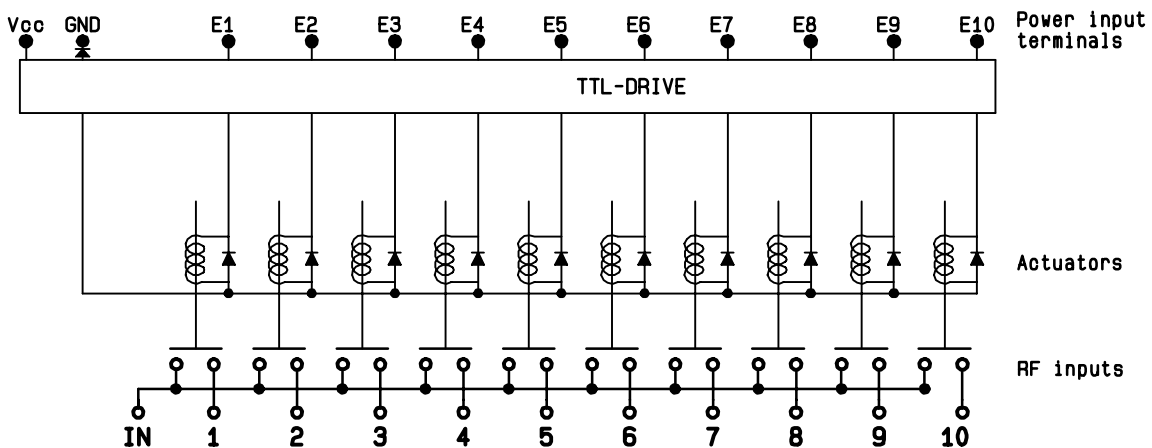 Vcc GND E1 E2 E3 E4 E5 E6 E7 E8 E9 E10 Power input
terminals
TTL-DRIVE
Actuators
RF inputs
IN 1 2 3 4 5 6 7 8 9 10